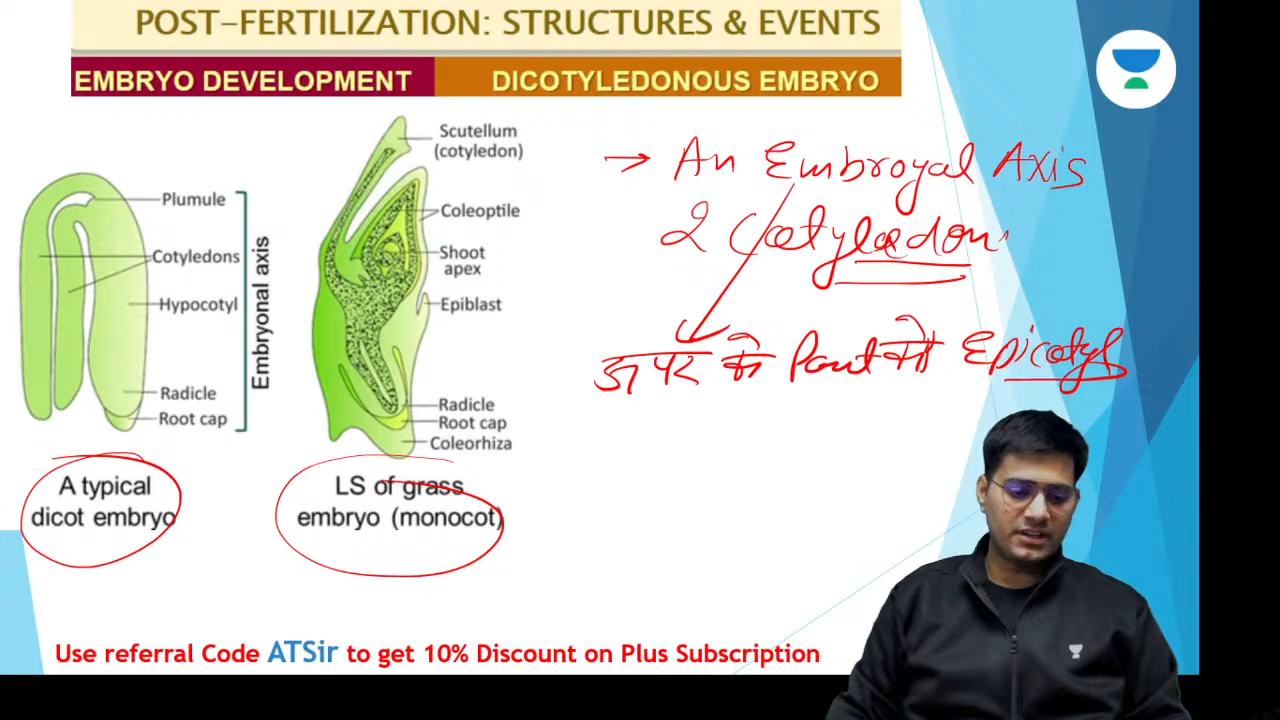 POST-FERTILIZATION: STRUCTURES & EVENTS
EMBRYO DEVELOPMENT
DICOTYLEDONOUS EMBRYO
Plumule
Cotyledons
Hypocotyl
Radicle
Root cap
Embryonal axis
A typical
dicot embryo
Scutellum
(cotyledon)
Coleoptile
Shoot
apex
Epiblast
Radicle
Root cap
Coleorhiza
LS of grass
embryo (monocot)
→ An Embroyal Axis
2 Cotyledon
ऊपर के Part को Epicotyl
Use referral Code ATSir to get 10% Discount on Plus Subscription